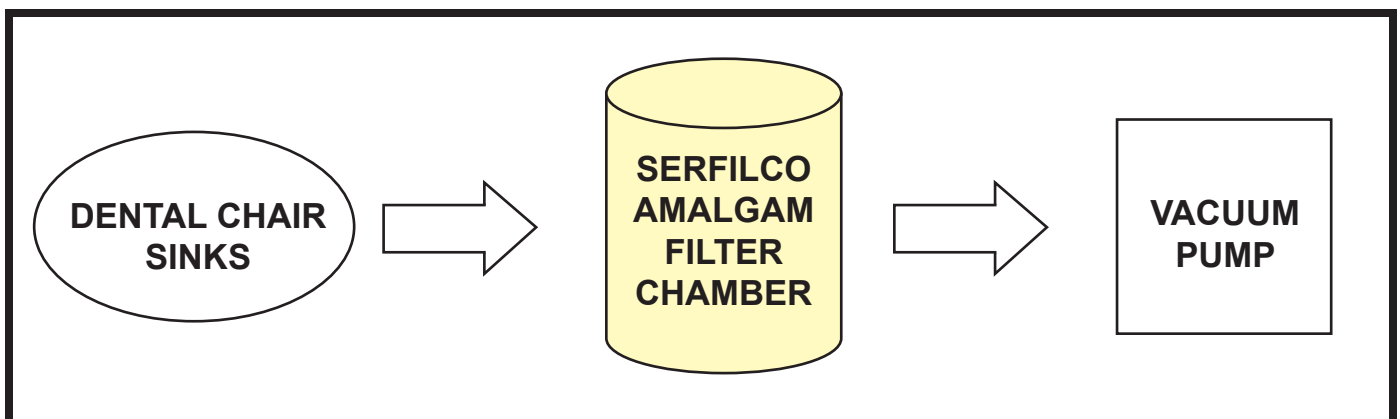 DENTAL CHAIR
SINKS
SERFILCO
AMALGAM
FILTER
CHAMBER
VACUUM
PUMP